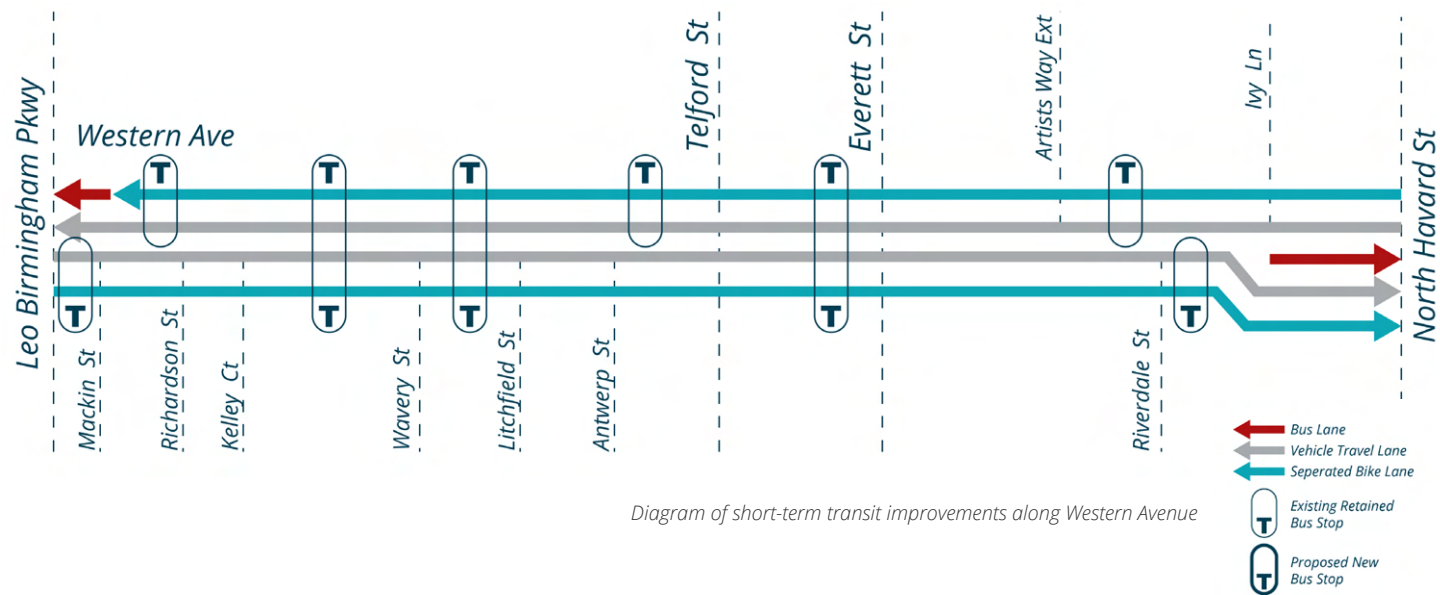 Leo Birmingham Pkwy
Western Ave
Telford St
Everett St
Artists Way Ext
Ivy Ln
North Havard St
T
T
T
T
T
T
T
T
T
T
T
Mackin St
Richardson St
Kelley Ct
Wavery St
Litchfield St
Antwerp St
Riverdale St
Bus Lane
Vehicle Travel Lane
Seperated Bike Lane
T
Existing Retained
Bus Stop
T
Proposed New
Bus Stop
Diagram of short-term transit improvements along Western Avenue